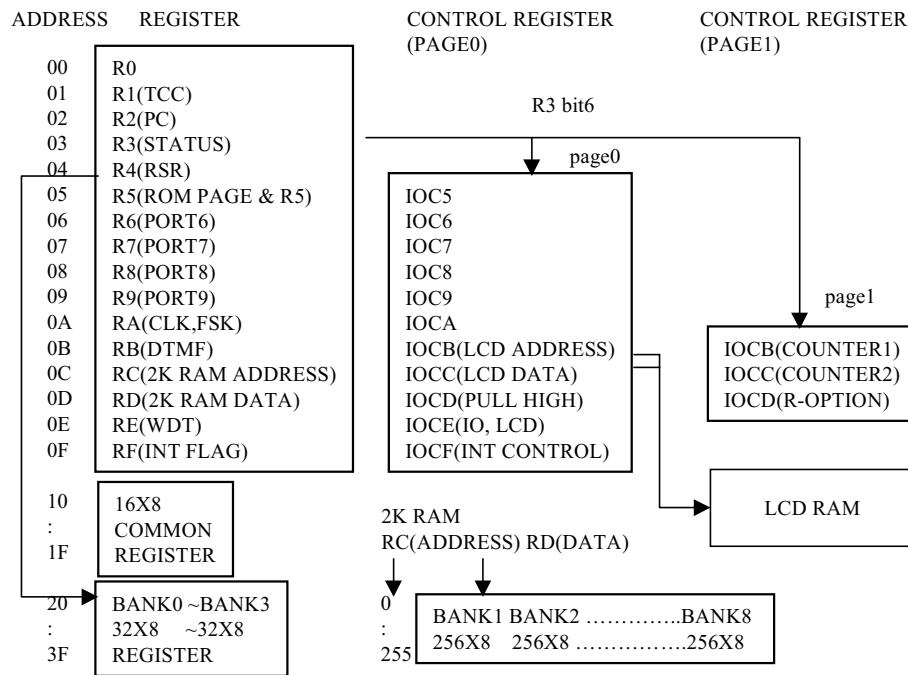 ADDRESS REGISTER CONTROL REGISTER CONTROL REGISTER
(PAGE0) (PAGE1)
00 R0
01 R1(TCC)
R3 bit6
02 R2(PC)
03 R3(STATUS)
page0
04 R4(RSR)
05 R5(ROM PAGE & R5) IOC5
06 R6(PORT6) IOC6
07 R7(PORT7) IOC7
08 R8(PORT8) IOC8
09 R9(PORT9) IOC9 page1
0A RA(CLK,FSK) IOCA
0B RB(DTMF) IOCB(LCD ADDRESS) IOCB(COUNTER1)
0C RC(2K RAM ADDRESS) IOCC(LCD DATA) IOCC(COUNTER2)
0D RD(2K RAM DATA) IOCD(PULL HIGH) IOCD(R-OPTION)
0E RE(WDT) IOCE(IO, LCD)
0F RF(INT FLAG) IOCF(INT CONTROL)
10 16X8 LCD RAM
: COMMON 2K RAM
1F REGISTER RC(ADDRESS) RD(DATA)
20 BANK0 ~BANK3 0 BANK1 BANK2 …………..BANK8
: 32X8 ~32X8 : 256X8 256X8 …………….256X8
3F REGISTER 255